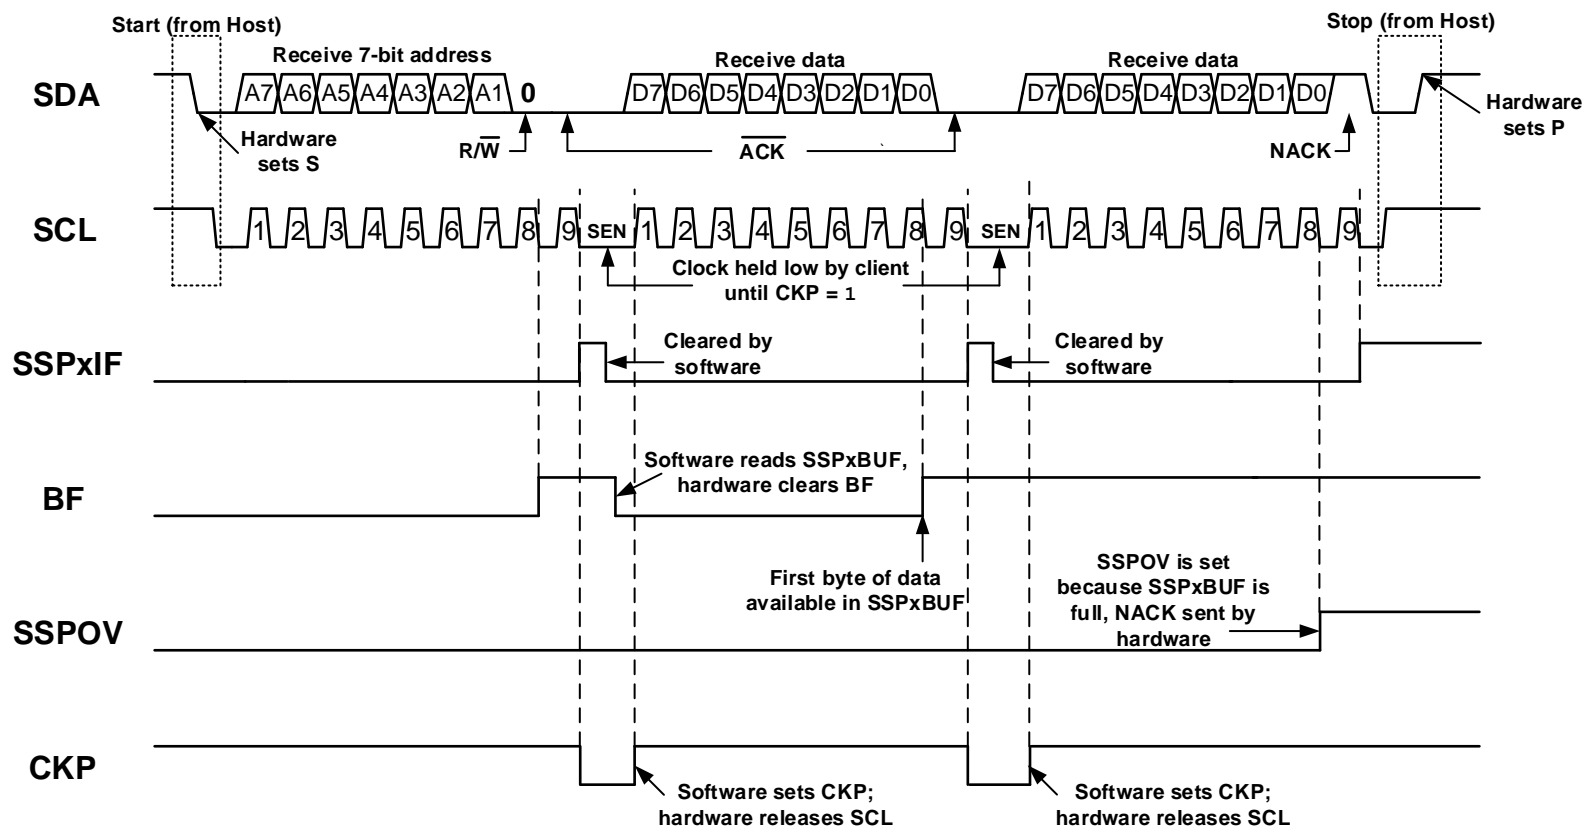 Start (from Host)
Stop (from Host)
Receive 7-bit address
Receive data
Receive data
SDA
A7 A6 A5 A4 A3 A2 A1 0
D7 D6 D5 D4 D3 D2 D1 D0
D7 D6 D5 D4 D3 D2 D1 D0
Hardware
sets S
R/W
ACK
NACK
Hardware
sets P
SCL
1 2 3 4 5 6 7 8 9 SEN 1 2 3 4 5 6 7 8 9 SEN 1 2 3 4 5 6 7 8 9
Clock held low by client
until CKP = 1
SSPxIF
Cleared by
software
Cleared by
software
BF
Software reads SSPxBUF,
hardware clears BF
First byte of data
available in SSPxBUF
SSPOV is set
because SSPxBUF is
full, NACK sent by
hardware
SSPOV
CKP
Software sets CKP;
hardware releases SCL
Software sets CKP;
hardware releases SCL